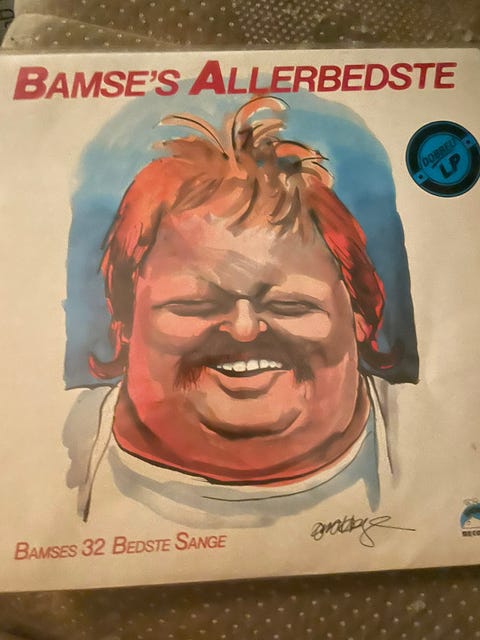 BAMSE'S ALLERBEDSTE
DOBBELT
LP
BAMSES 32 BEDSTE SANGE